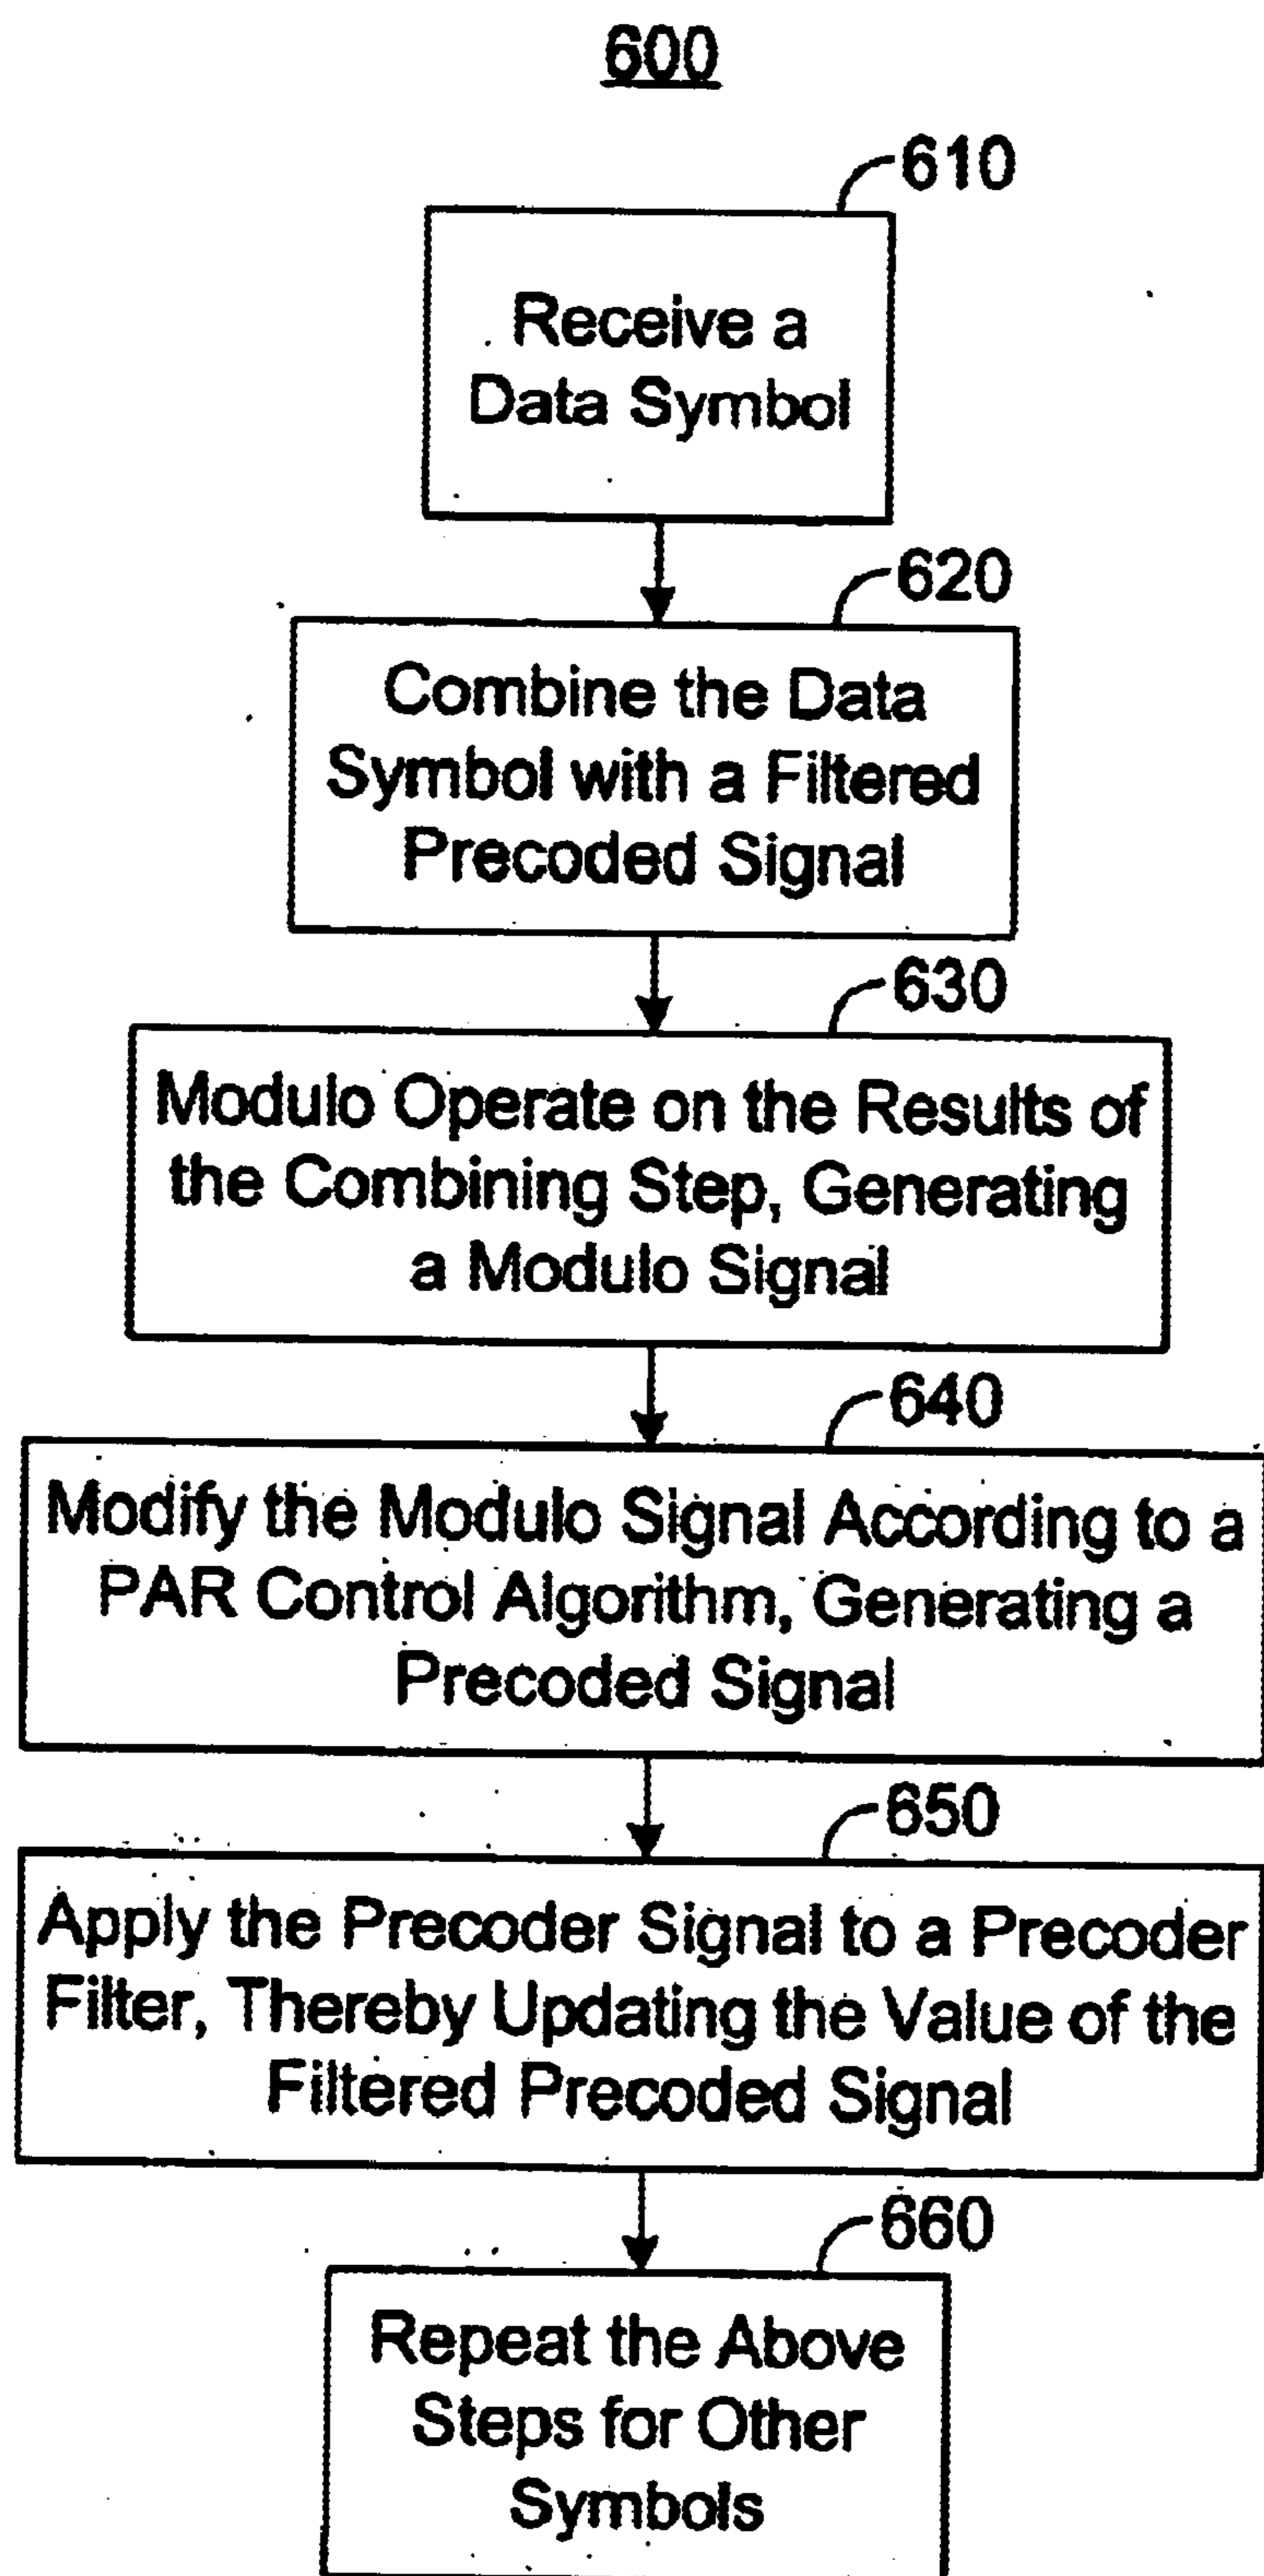 600
610
Receive a
Data Symbol
620
Combine the Data
Symbol with a Filtered
Precoded Signal
630
Modulo Operate on the Results of
the Combining Step, Generating
a Modulo Signal
640
Modify the Modulo Signal According to a
PAR Control Algorithm, Generating a
Precoded Signal
650
Apply the Precoder Signal to a Precoder
Filter, Thereby Updating the Value of the
Filtered Precoded Signal
660
Repeat the Above
Steps for Other
Symbols